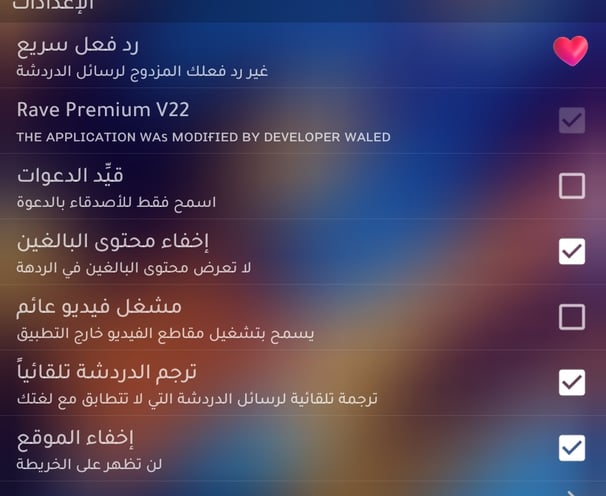 الإعدادات
رد فعل سريع
غير رد فعلك المزدوج لرسائل الدردشة
Rave Premium V22
THE APPLICATION WAS MODIFIED BY DEVELOPER WALED
قيِّد الدعوات
اسمح فقط للأصدقاء بالدعوة
إخفاء محتوى البالغين
لا تعرض محتوى البالغين في الردهة
مشغل فيديو عائم
يسمح بتشغيل مقاطع الفيديو خارج التطبيق
ترجم الدردشة تلقائياً
ترجمة تلقائية لرسائل الدردشة التي لا تتطابق مع لغتك
إخفاء الموقع
لن تظهر على الخريطة